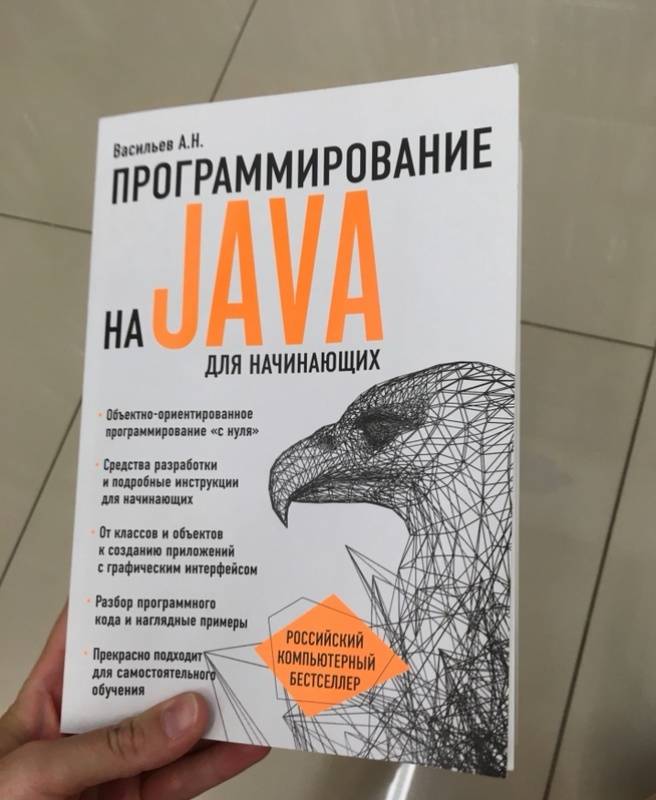 Васильев А.Н.
ПРОГРАММИРОВАНИЕ
НА JAVA
ДЛЯ НАЧИНАЮЩИХ
• Объектно-ориентированное
программирование «с нуля»
• Средства разработки
и подробные инструкции
для начинающих
• От классов и объектов
к созданию приложений
с графическим интерфейсом
• Разбор программного
кода и наглядные примеры
• Прекрасно подходит
для самостоятельного
обучения
РОССИЙСКИЙ
КОМПЬЮТЕРНЫЙ
БЕСТСЕЛЛЕР